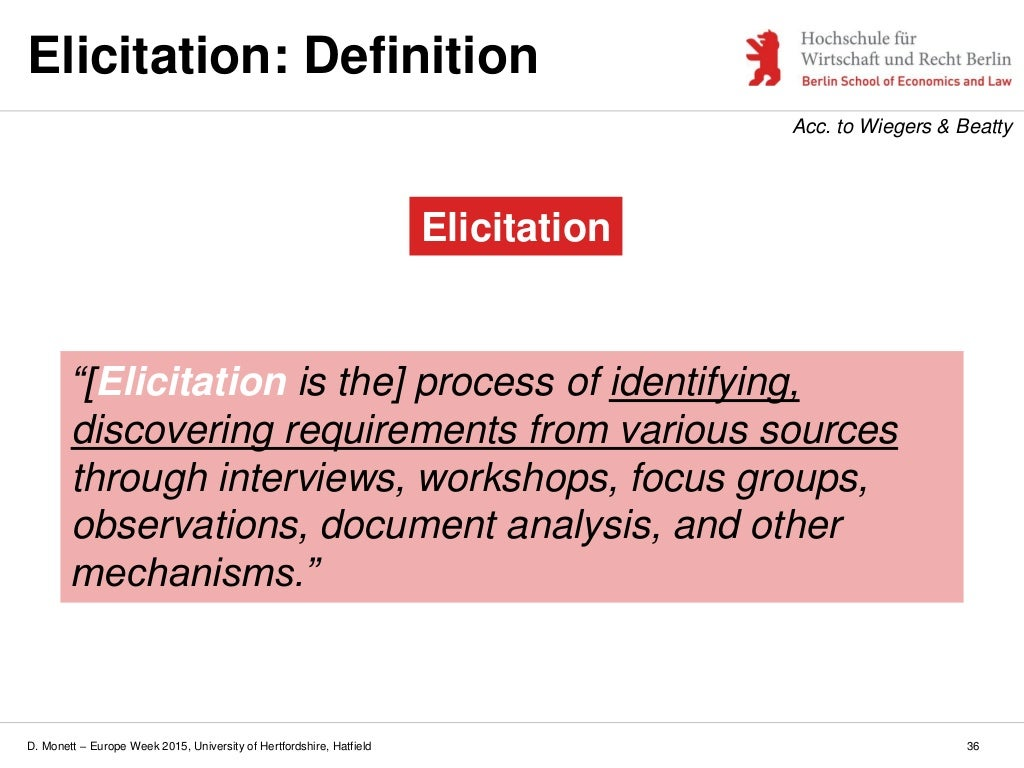 Elicitation: Definition
Hochschule für
Wirtschaft und Recht Berlin
Berlin School of Economics and Law
Acc. to Wiegers & Beatty
Elicitation
“[Elicitation is the] process of identifying,
discovering requirements from various sources
through interviews, workshops, focus groups,
observations, document analysis, and other
mechanisms.”
D. Monett – Europe Week 2015, University of Hertfordshire, Hatfield
36